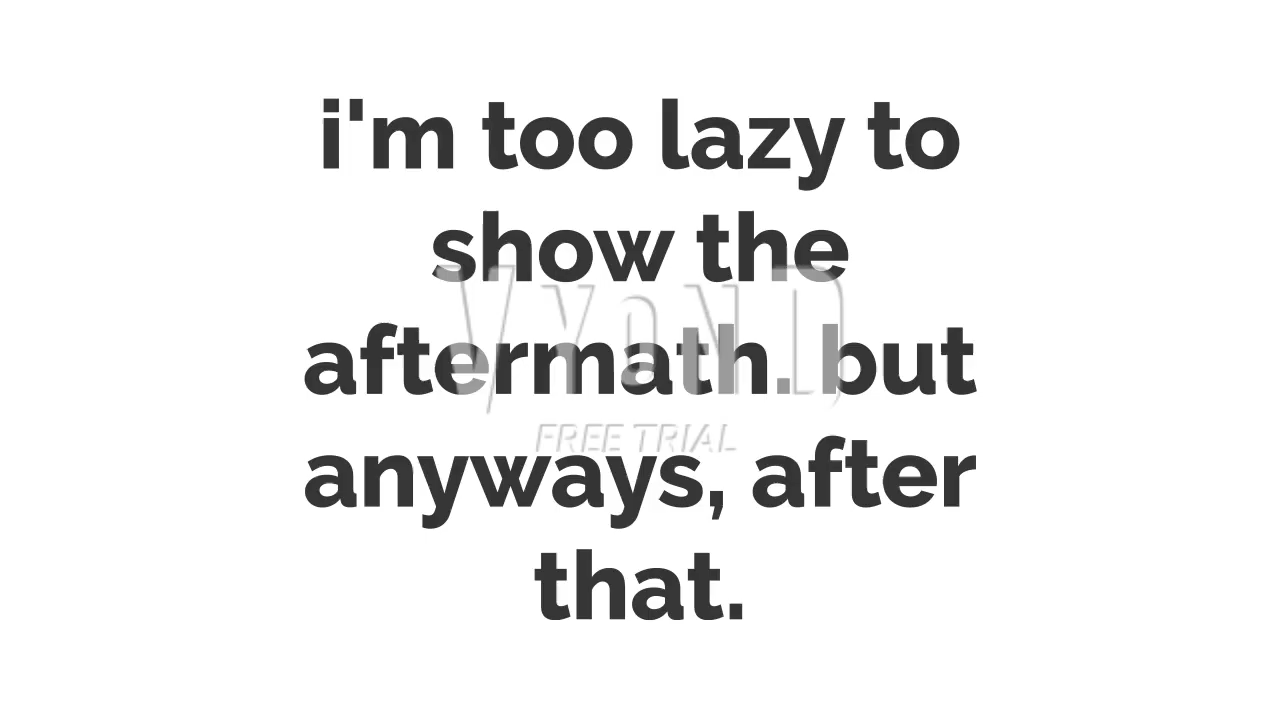 i'm too lazy to
show the
aftermath. but
anyways, after
that.
VYOND
FREE TRIAL